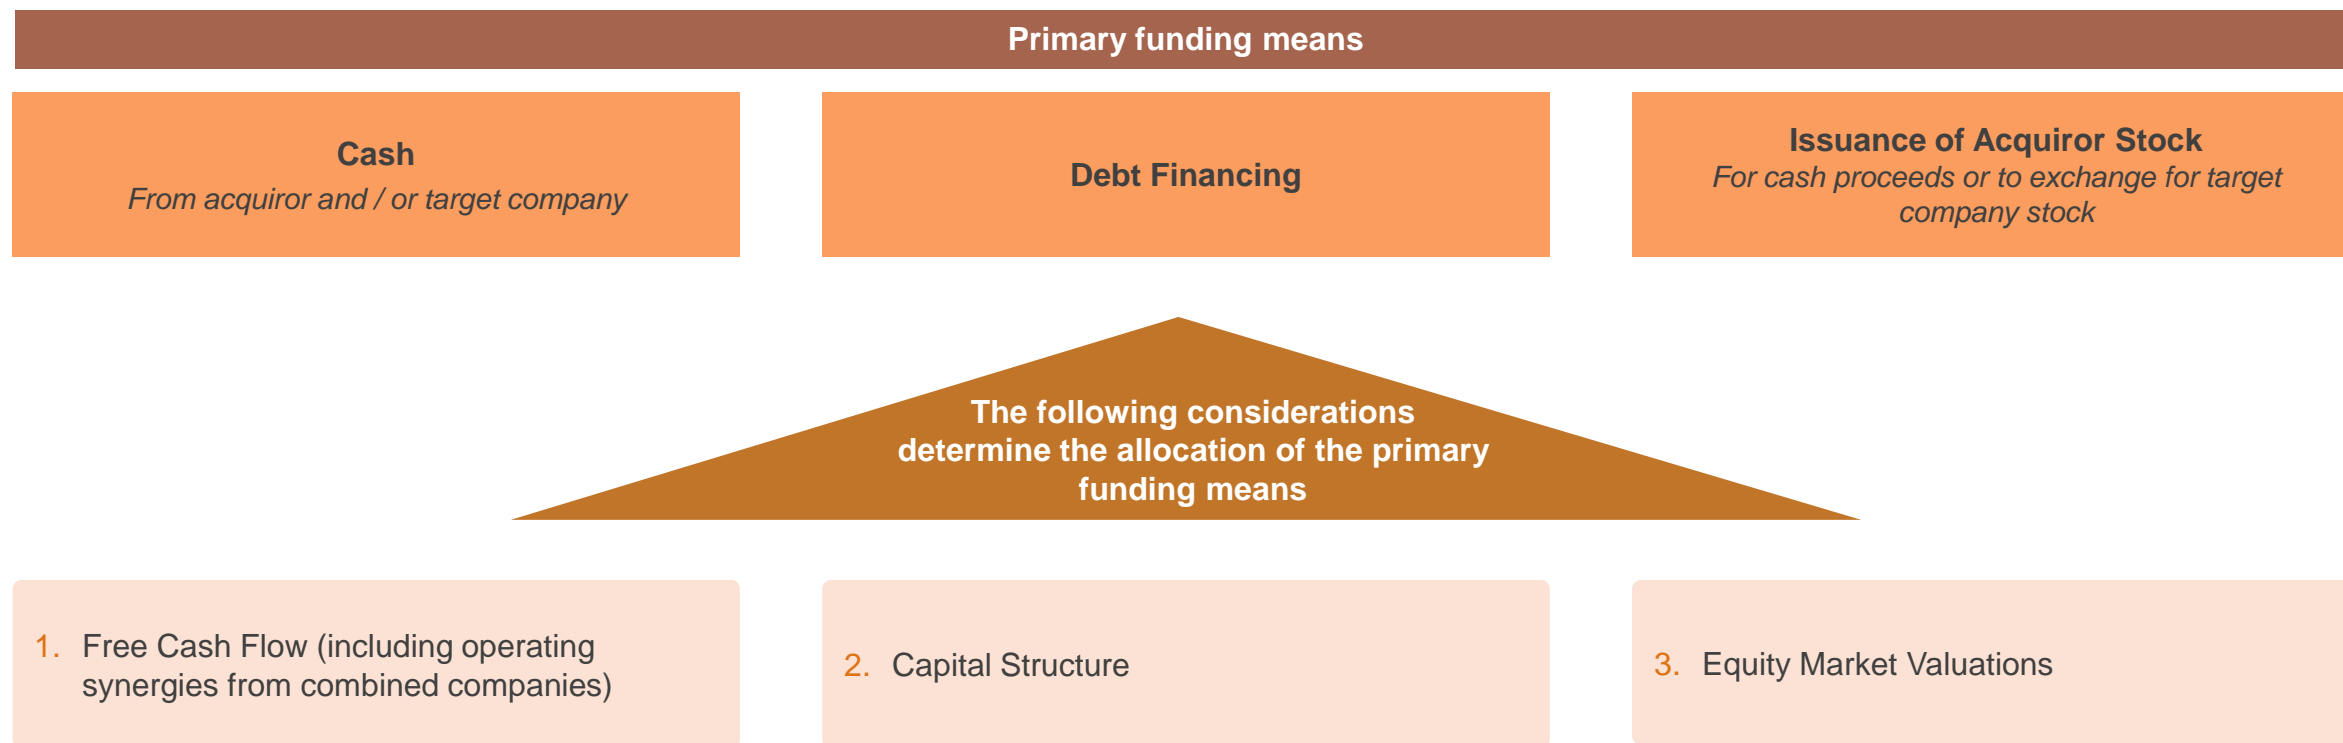 Primary funding means
Cash
From acquiror and / or target company
Debt Financing
Issuance of Acquiror Stock
For cash proceeds or to exchange for target
company stock
The following considerations
determine the allocation of the primary
funding means
1. Free Cash Flow (including operating
synergies from combined companies)
2. Capital Structure
3. Equity Market Valuations